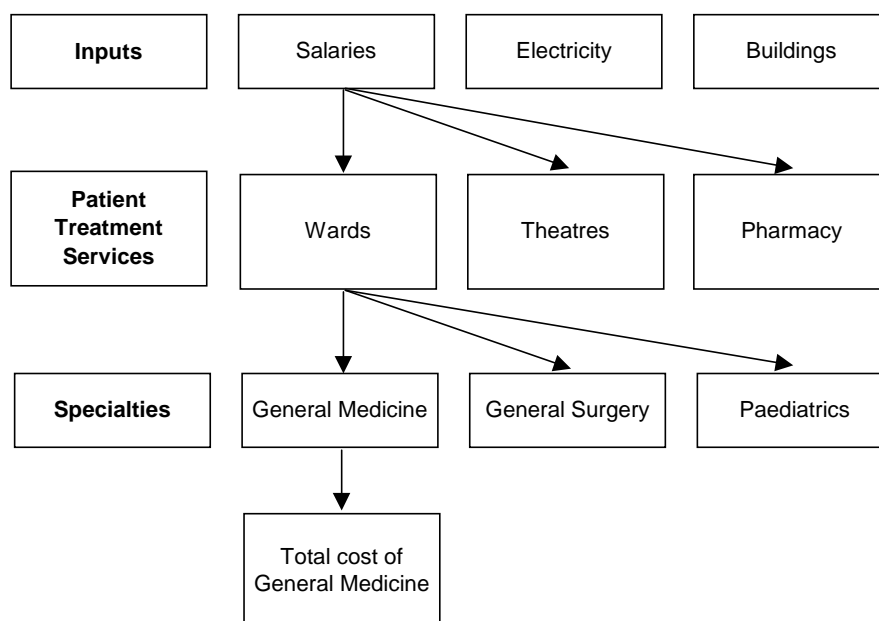 Inputs
Salaries
Electricity
Buildings
Patient
Treatment
Services
Wards
Theatres
Pharmacy
Specialties
General Medicine
General Surgery
Paediatrics
Total cost of
General Medicine